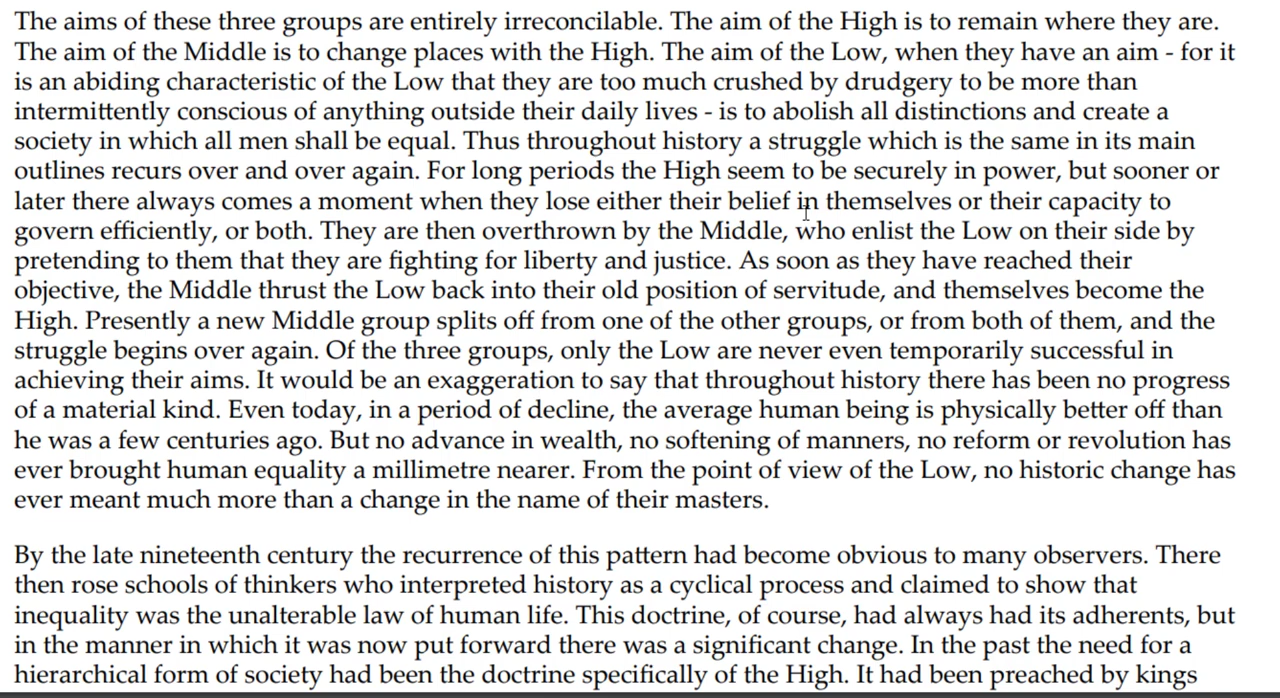 The aims of these three groups are entirely irreconcilable. The aim of the High is to remain where they are.
The aim of the Middle is to change places with the High. The aim of the Low, when they have an aim - for it
is an abiding characteristic of the Low that they are too much crushed by drudgery to be more than
intermittently conscious of anything outside their daily lives - is to abolish all distinctions and create a
society in which all men shall be equal. Thus throughout history a struggle which is the same in its main
outlines recurs over and over again. For long periods the High seem to be securely in power, but sooner or
later there always comes a moment when they lose either their belief in themselves or their capacity to
govern efficiently, or both. They are then overthrown by the Middle, who enlist the Low on their side by
pretending to them that they are fighting for liberty and justice. As soon as they have reached their
objective, the Middle thrust the Low back into their old position of servitude, and themselves become the
High. Presently a new Middle group splits off from one of the other groups, or from both of them, and the
struggle begins over again. Of the three groups, only the Low are never even temporarily successful in
achieving their aims. It would be an exaggeration to say that throughout history there has been no progress
of a material kind. Even today, in a period of decline, the average human being is physically better off than
he was a few centuries ago. But no advance in wealth, no softening of manners, no reform or revolution has
ever brought human equality a millimetre nearer. From the point of view of the Low, no historic change has
ever meant much more than a change in the name of their masters.
By the late nineteenth century the recurrence of this pattern had become obvious to many observers. There
then rose schools of thinkers who interpreted history as a cyclical process and claimed to show that
inequality was the unalterable law of human life. This doctrine, of course, had always had its adherents, but
in the manner in which it was now put forward there was a significant change. In the past the need for a
hierarchical form of society had been the doctrine specifically of the High. It had been preached by kings